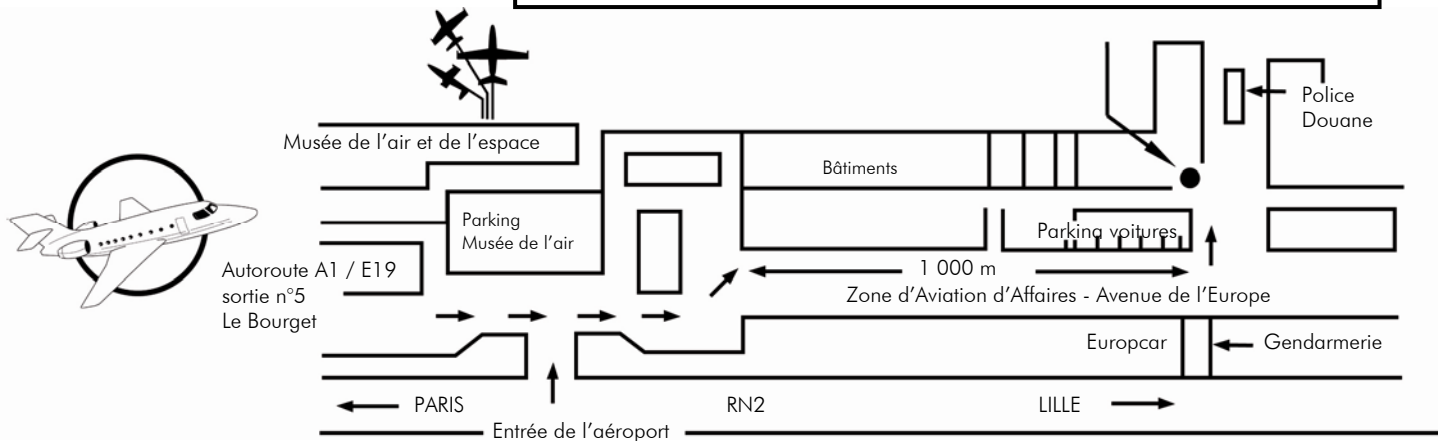 Police
Douane
Musée de l'air et de l'espace
Bâtiments
Parking
Musée de l'air
Parking voitures
Autoroute A1 / E19
sortie n°5
Le Bourget
1 000 m
Zone d'Aviation d'Affaires - Avenue de l'Europe
Europcar
Gendarmerie
PARIS
RN2
LILLE
Entrée de l'aéroport